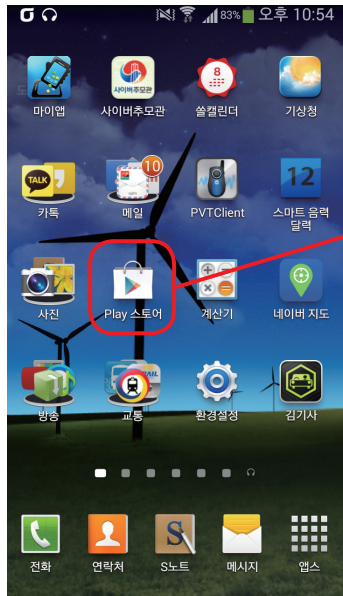 83% 오후 10:54
사이버추모관
8
마이앱 사이버추모관 쏠캘린더 기상청
TALK 10 12
카톡 메일 PVTClient 스마트 음력
달력
사진 Play 스토어 계산기 네이버 지도
방송 교통 환경설정 김기사
S
전화 연락처 S노트 메시지 앱스